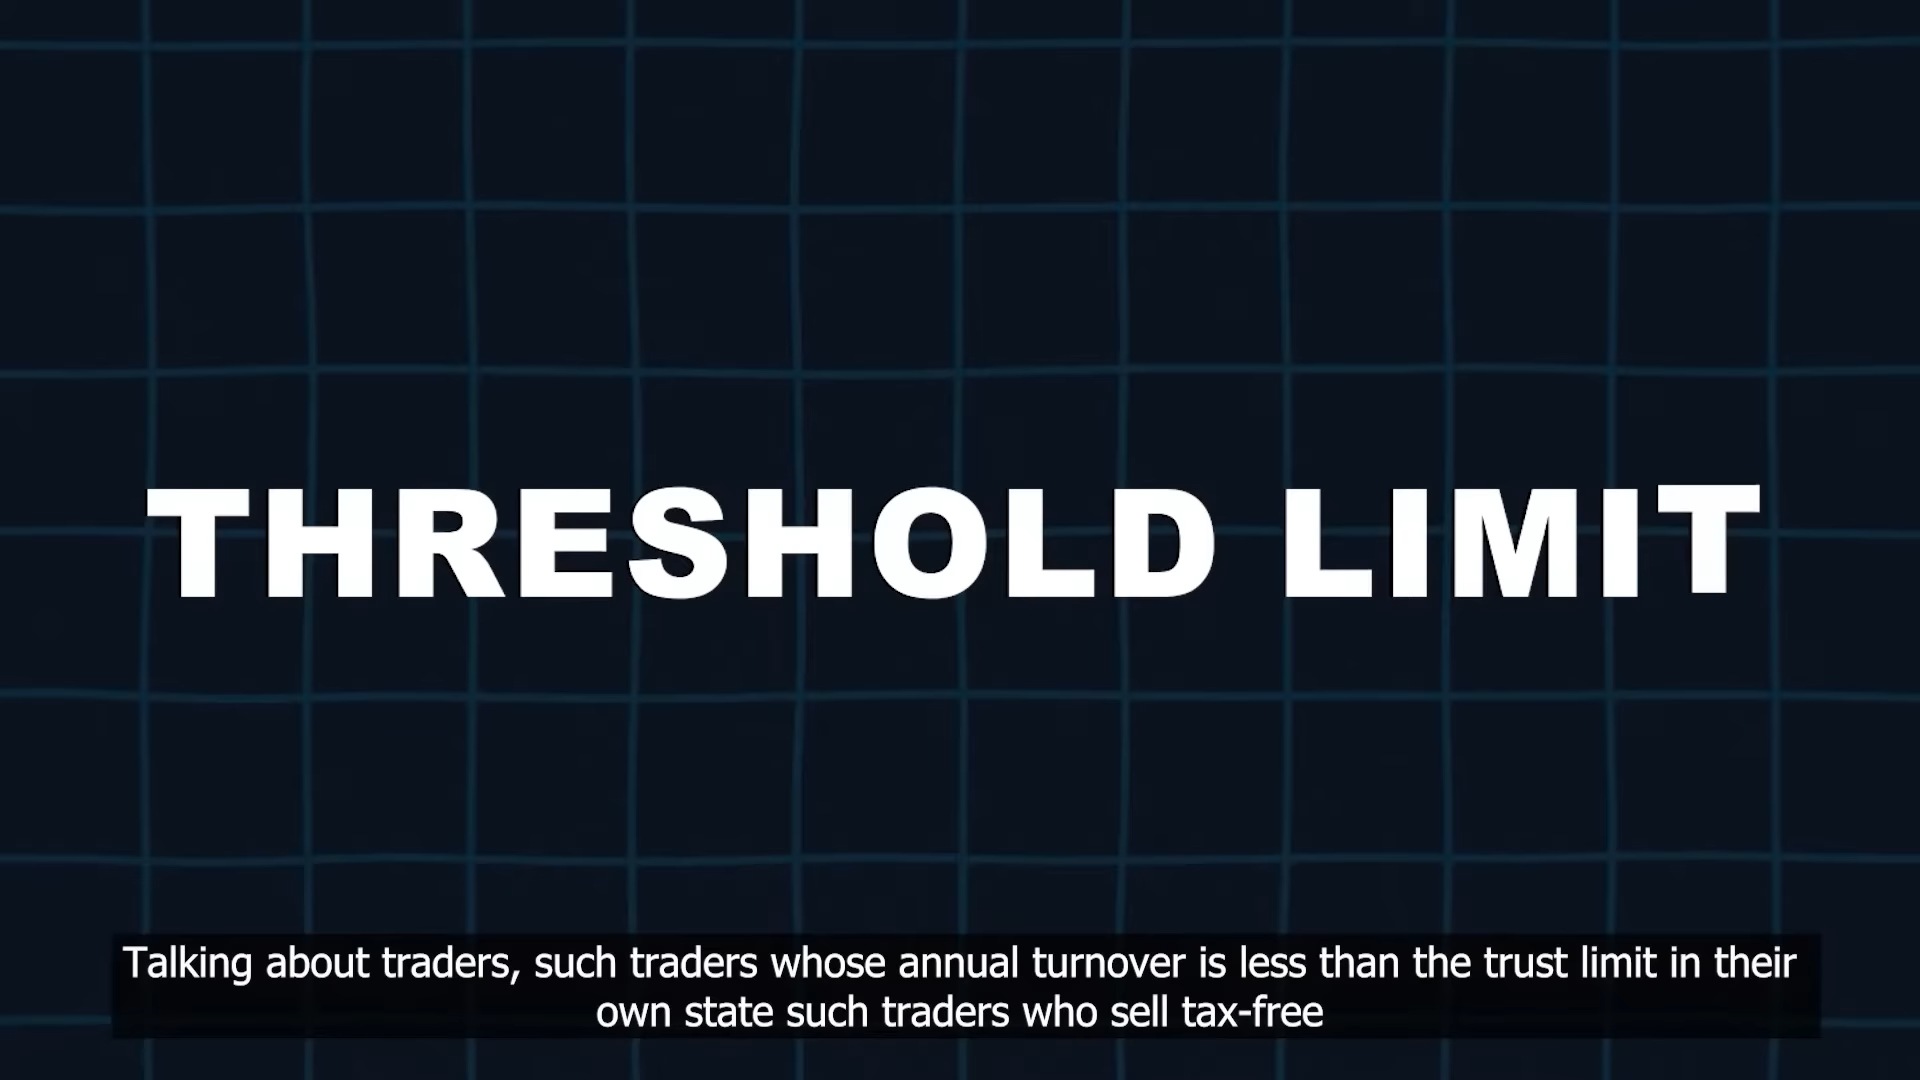 THRESHOLD LIMIT
Talking about traders, such traders whose annual turnover is less than the trust limit in their
own state such traders who sell tax-free